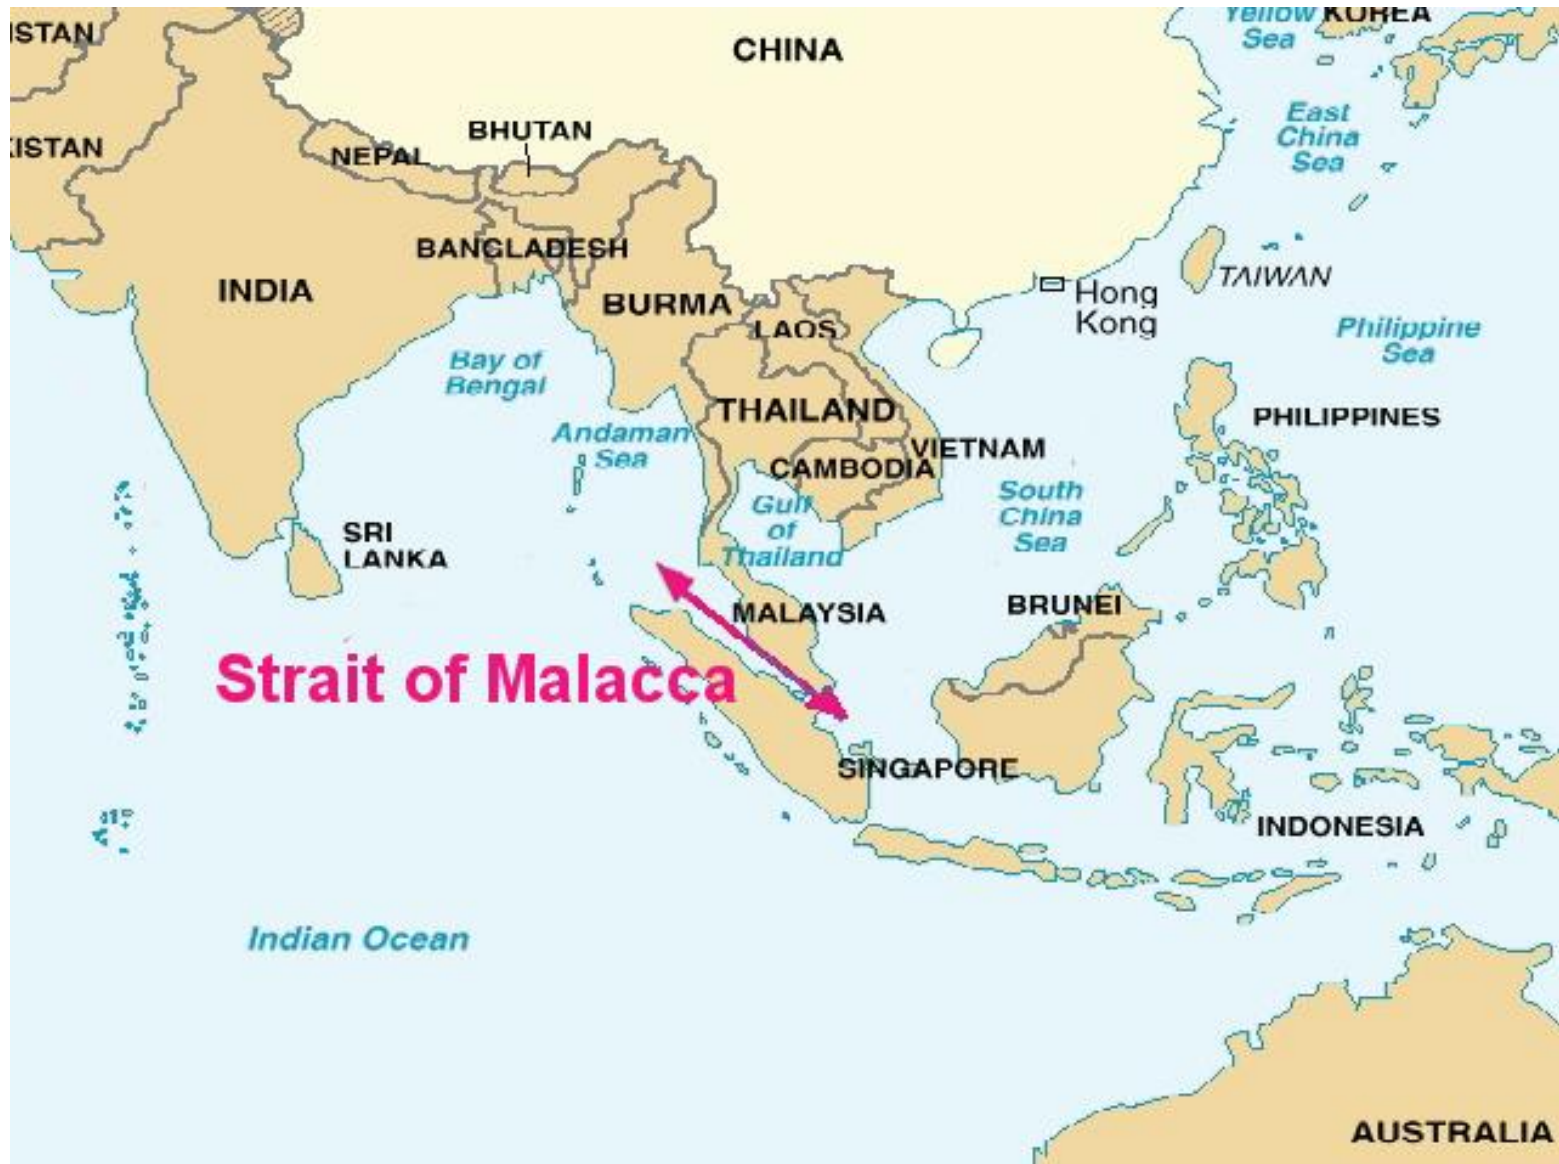 ISTAN
CHINA
Yellow
Sea
KOREA
East
China
Sea
KISTAN
NEPAL
BHUTAN
BANGLADESH
INDIA
BURMA
LAOS
Hong
Kong
TAIWAN
Philippine
Sea
Bay of
Bengal
THAILAND
PHILIPPINES
Andaman
Sea
VIETNAM
CAMBODIA
South
China
Sea
Gulf
of
Thailand
SRI
LANKA
MALAYSIA
BRUNEI
Strait of Malacca
SINGAPORE
INDONESIA
Indian Ocean
AUSTRALIA